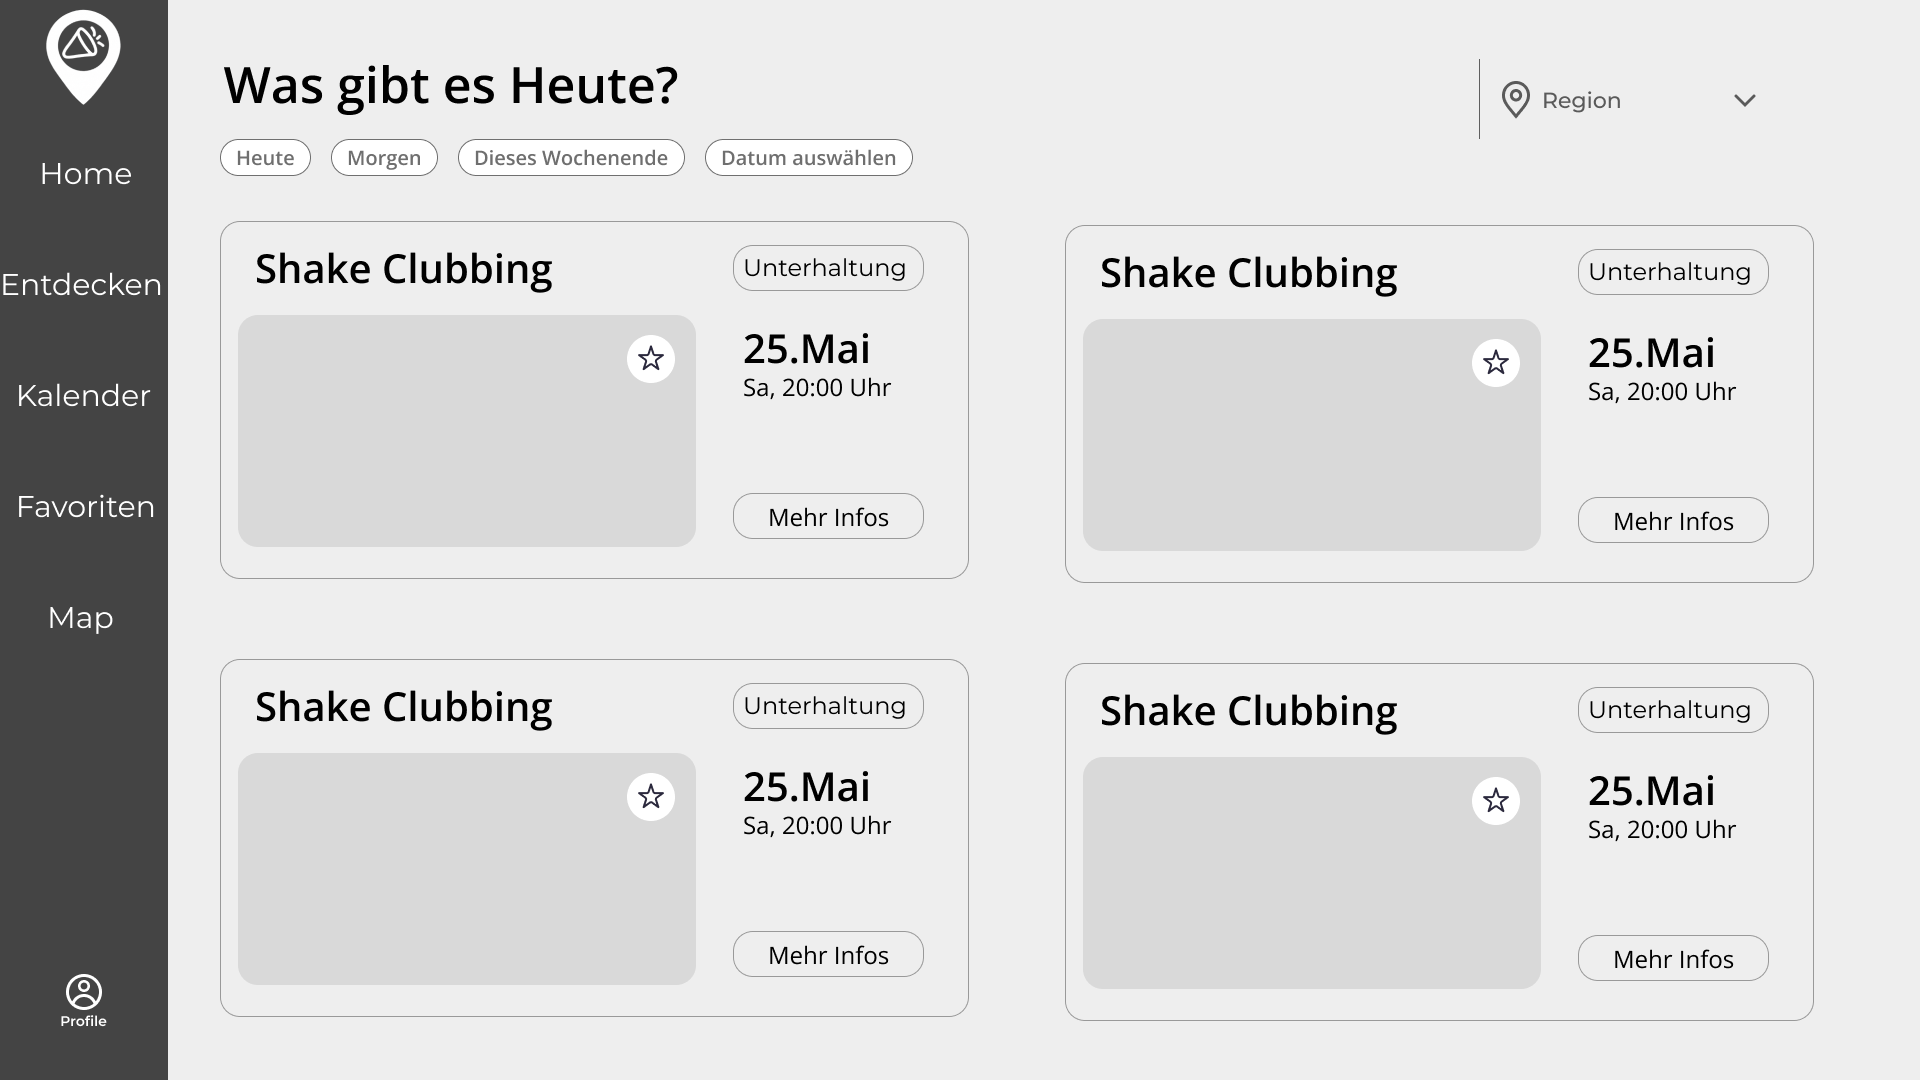 Home
Entdecken
Kalender
Favoriten
Map
Profile
Was gibt es Heute?
Region
Heute
Morgen
Dieses Wochenende
Datum auswählen
Shake Clubbing
Unterhaltung
25.Mai
Sa, 20:00 Uhr
Mehr Infos
Shake Clubbing
Unterhaltung
25.Mai
Sa, 20:00 Uhr
Mehr Infos
Shake Clubbing
Unterhaltung
25.Mai
Sa, 20:00 Uhr
Mehr Infos
Shake Clubbing
Unterhaltung
25.Mai
Sa, 20:00 Uhr
Mehr Infos